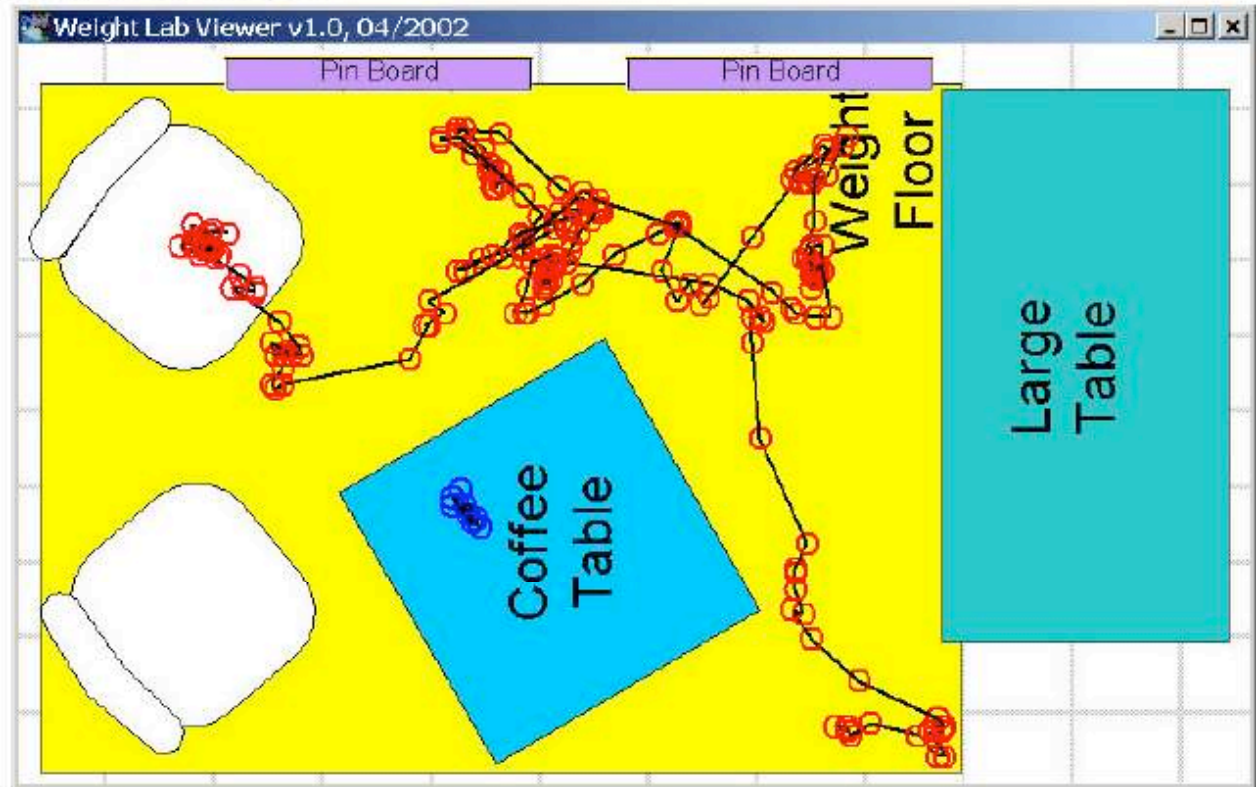 Weight Lab Viewer v1.0, 04/2002
Pin Board
Pin Board
Weight
Floor
Large
Table
Coffee
Table